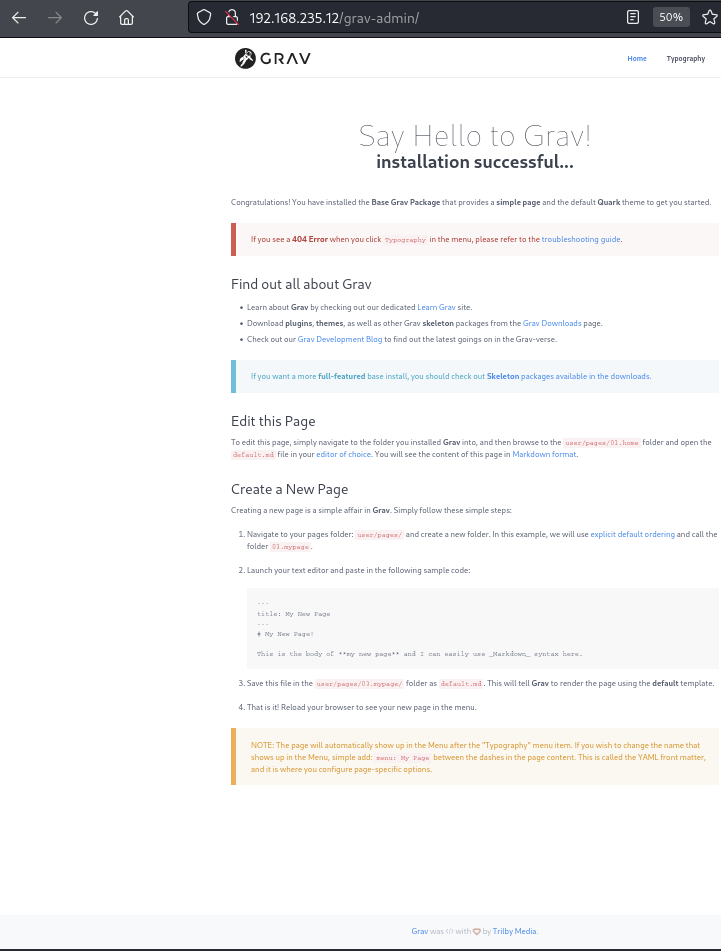 192.168.235.12/grav-admin/
50%
GRAV
Home Typography
Say Hello to Grav!
installation successful...
Congratulations! You have installed the Base Grav Package that provides a simple page and the default Quark theme to get you started.
If you see a 404 Error when you click Typography in the menu, please refer to the troubleshooting guide.
Find out all about Grav
• Learn about Grav by checking out our dedicated Learn Grav site.
• Download plugins, themes, as well as other Grav skeleton packages from the Grav Downloads page.
• Check out our Grav Development Blog to find out the latest goings on in the Grav-verse.
If you want a more full-featured base install, you should check out Skeleton packages available in the downloads.
Edit this Page
To edit this page, simply navigate to the folder you installed Grav into, and then browse to the user/pages/01.home folder and open the
default.md file in your editor of choice. You will see the content of this page in Markdown format.
Create a New Page
Creating a new page is a simple affair in Grav. Simply follow these simple steps:
1. Navigate to your pages folder: user/pages/ and create a new folder. In this example, we will use explicit default ordering and call the
folder 03.mypage.
2. Launch your text editor and paste in the following sample code:
---
title: My New Page
---
# My New Page!
This is the body of **my new page** and I can easily use _Markdown_ syntax here.
3. Save this file in the user/pages/03.mypage/ folder as default.md. This will tell Grav to render the page using the default template.
4. That is it! Reload your browser to see your new page in the menu.
NOTE: The page will automatically show up in the Menu after the "Typography" menu item. If you wish to change the name that
shows up in the Menu, simple add: menu: My Page between the dashes in the page content. This is called the YAML front matter,
and it is where you configure page-specific options.
Grav was </> with by Trilby Media.